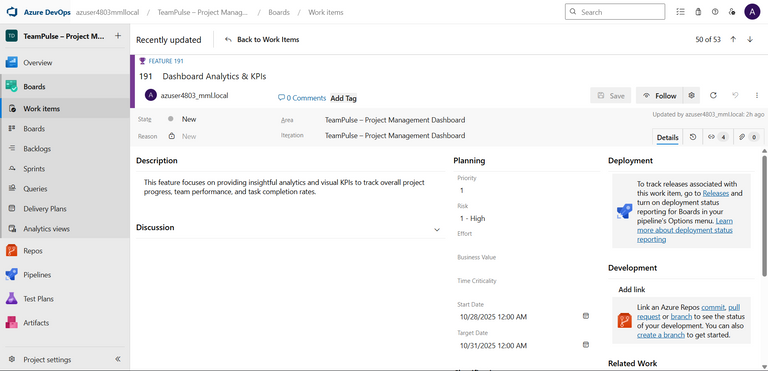 Azure DevOps
azuser4803mmllocal / TeamPulse – Project Manag... / Boards / Work items
Search
A
TD TeamPulse – Project M...
Overview
Boards
Work items
Boards
Backlogs
Sprints
Queries
Delivery Plans
Analytics views
Repos
Pipelines
Test Plans
Artifacts
Project settings
Recently updated
Back to Work Items
50 of 53
FEATURE 191
191 Dashboard Analytics & KPIs
A azuser4803_mml.local
0 Comments
Add Tag
Save
Follow
State New
Reason New
Area TeamPulse – Project Management Dashboard
Iteration TeamPulse – Project Management Dashboard
Updated by azuser4803_mml.local: 2h ago
Details
4
0
Description
This feature focuses on providing insightful analytics and visual KPIs to track overall project
progress, team performance, and task completion rates.
Discussion
Planning
Priority
1
Risk
1 - High
Effort
Business Value
Time Criticality
Start Date
10/28/2025 12:00 AM
Target Date
10/31/2025 12:00 AM
Deployment
To track releases associated with
this work item, go to Releases and
turn on deployment status
reporting for Boards in your
pipeline's Options menu. Learn
more about deployment status
reporting
Development
Add link
Link an Azure Repos commit, pull
request or branch to see the status
of your development. You can also
create a branch to get started.
Related Work